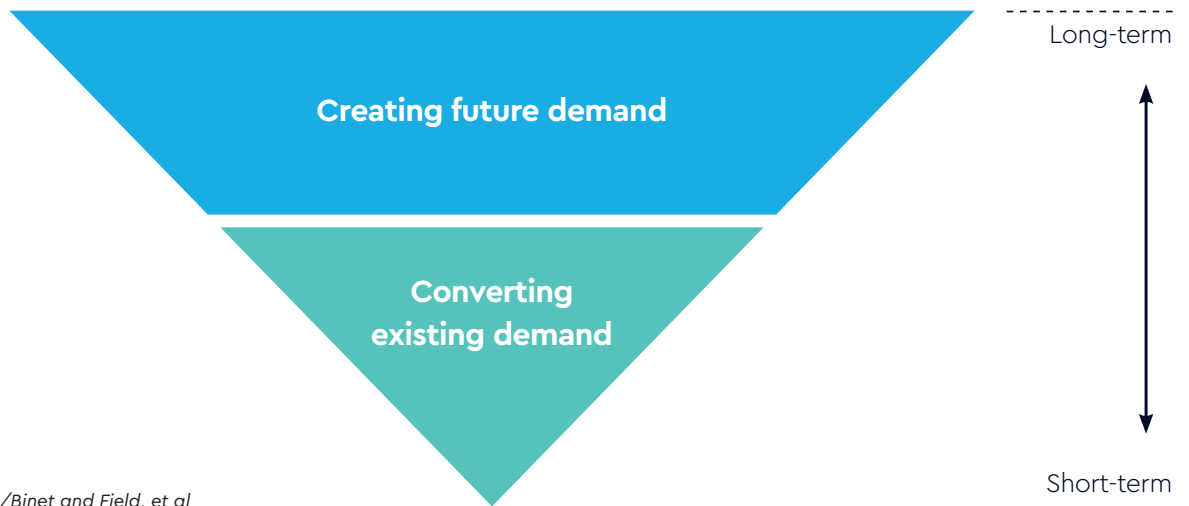 Long-term
Creating future demand
Converting
existing demand
Short-term
/Binet and Field, et al